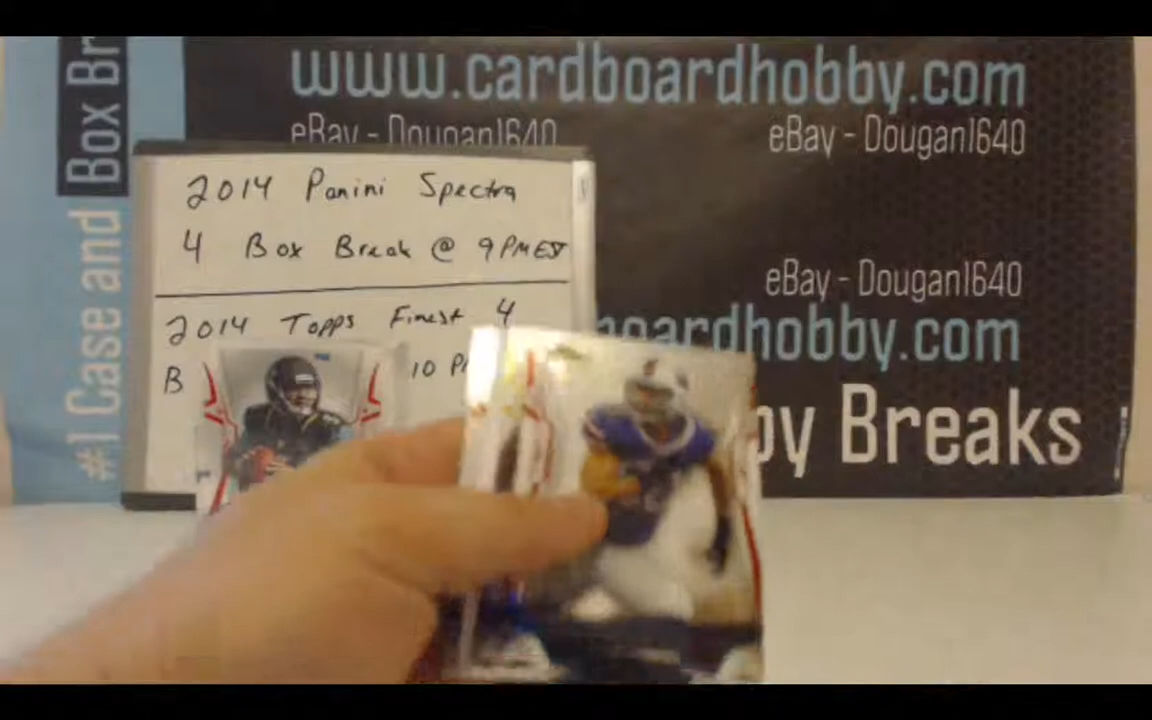 www.cardboardhobby.com
eBay - Dougan1640
eBay - Dougan1640
#1 Case and Box Br
2014 Panini Spectra
4 Box Break @ 9PM EST
2014 Topps Finest 4
B
10 P
eBay - Dougan1640
boardhobby.com
by Breaks